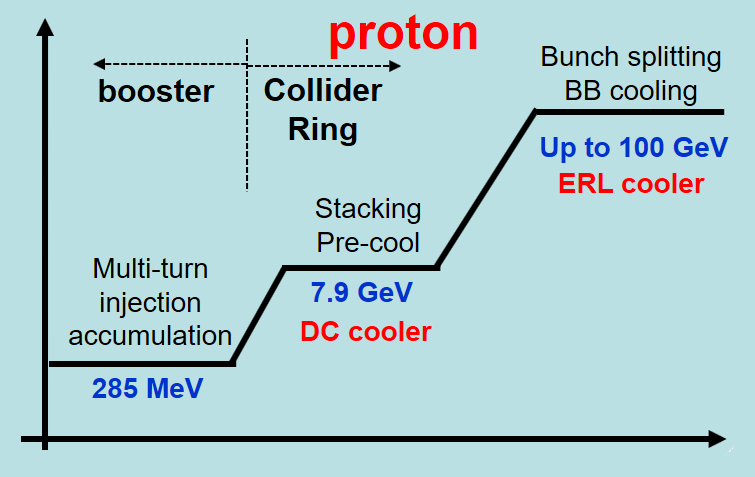 proton
booster
Collider
Ring
Bunch splitting
BB cooling
Up to 100 GeV
ERL cooler
Stacking
Pre-cool
7.9 GeV
DC cooler
Multi-turn
injection
accumulation
285 MeV